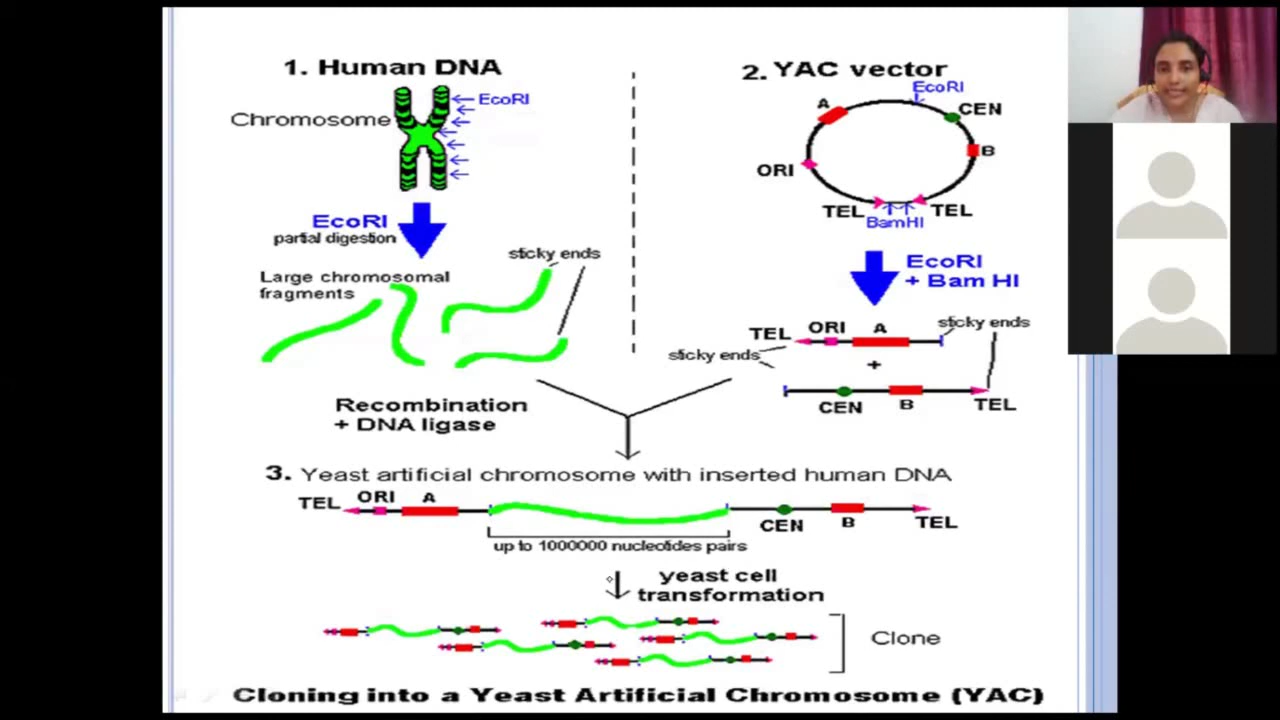 1. Human DNA
Chromosome
EcoRI
EcoRI
partial digestion
sticky ends
Large chromosomal
fragments
2. YAC vector
EcoRI
A
CEN
B
ORI
TEL
TEL
BamHI
EcoRI
+ Bam HI
TEL
ORI
A
sticky ends
sticky ends
+
CEN
B
TEL
Recombination
+ DNA ligase
3. Yeast artificial chromosome with inserted human DNA
TEL
ORI
A
CEN
B
TEL
up to 1000000 nucleotides pairs
yeast cell
transformation
Clone
Cloning into a Yeast Artificial Chromosome (YAC)